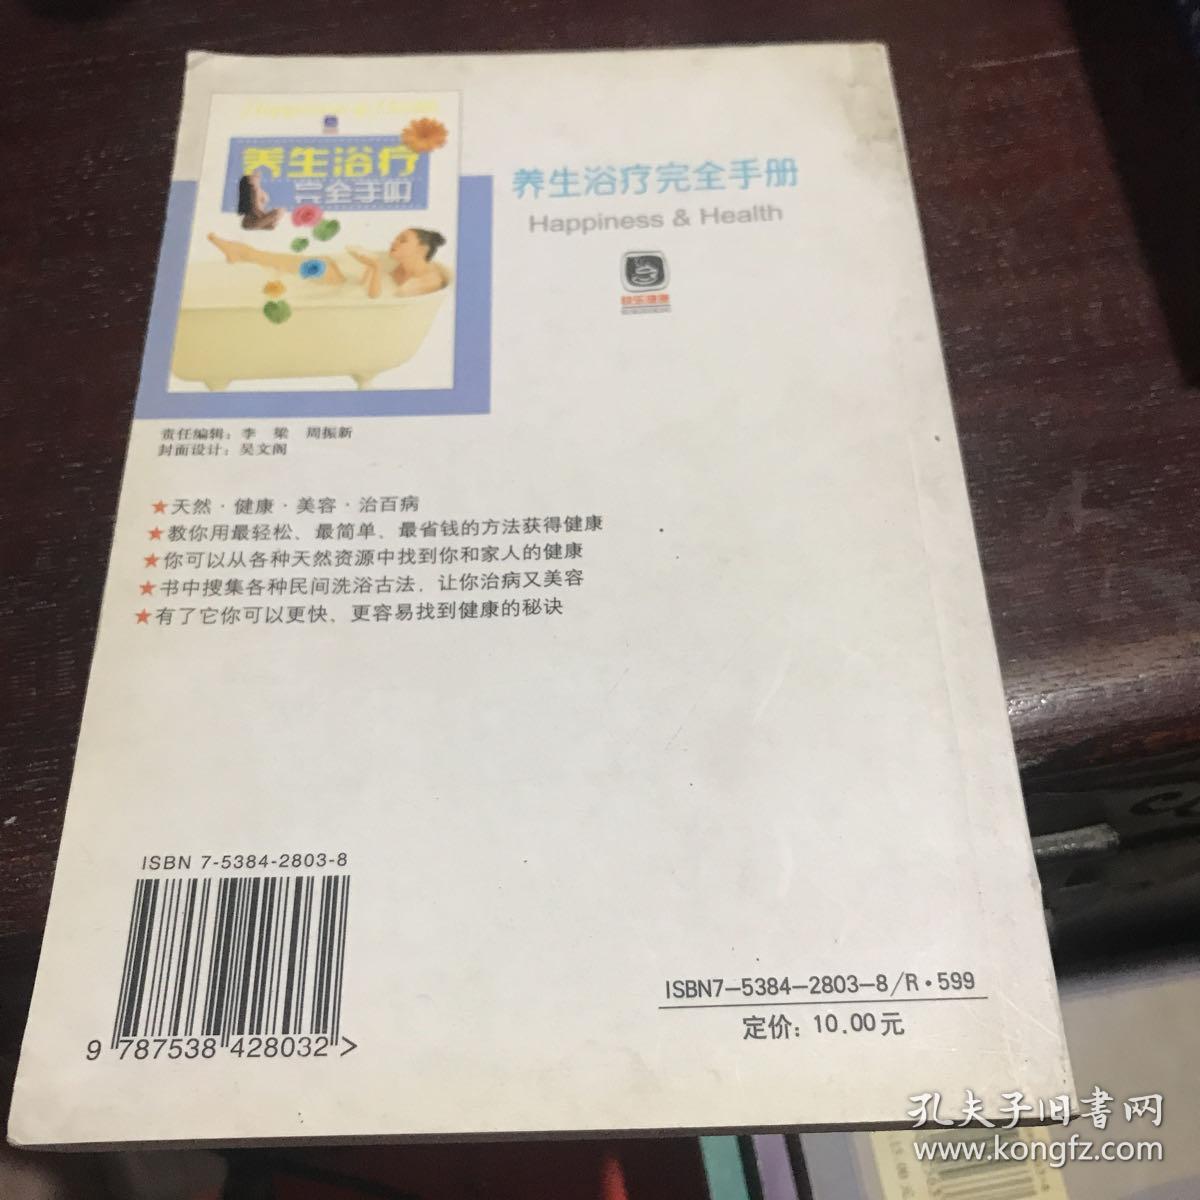 养生浴疗
完全手册
养生浴疗完全手册
Happiness & Health
快乐健康
责任编辑：李 梁 周振新
封面设计：吴文阁
★天然·健康·美容·治百病
★教你用最轻松、最简单、最省钱的方法获得健康
★你可以从各种天然资源中找到你和家人的健康
★书中搜集各种民间洗浴古法，让你治病又美容
★有了它你可以更快、更容易找到健康的秘诀
ISBN 7-5384-2803-8
9 787538 428032 >
ISBN7-5384-2803-8/R·599
定价：10.00元
孔夫子旧书网
www.kongfz.com